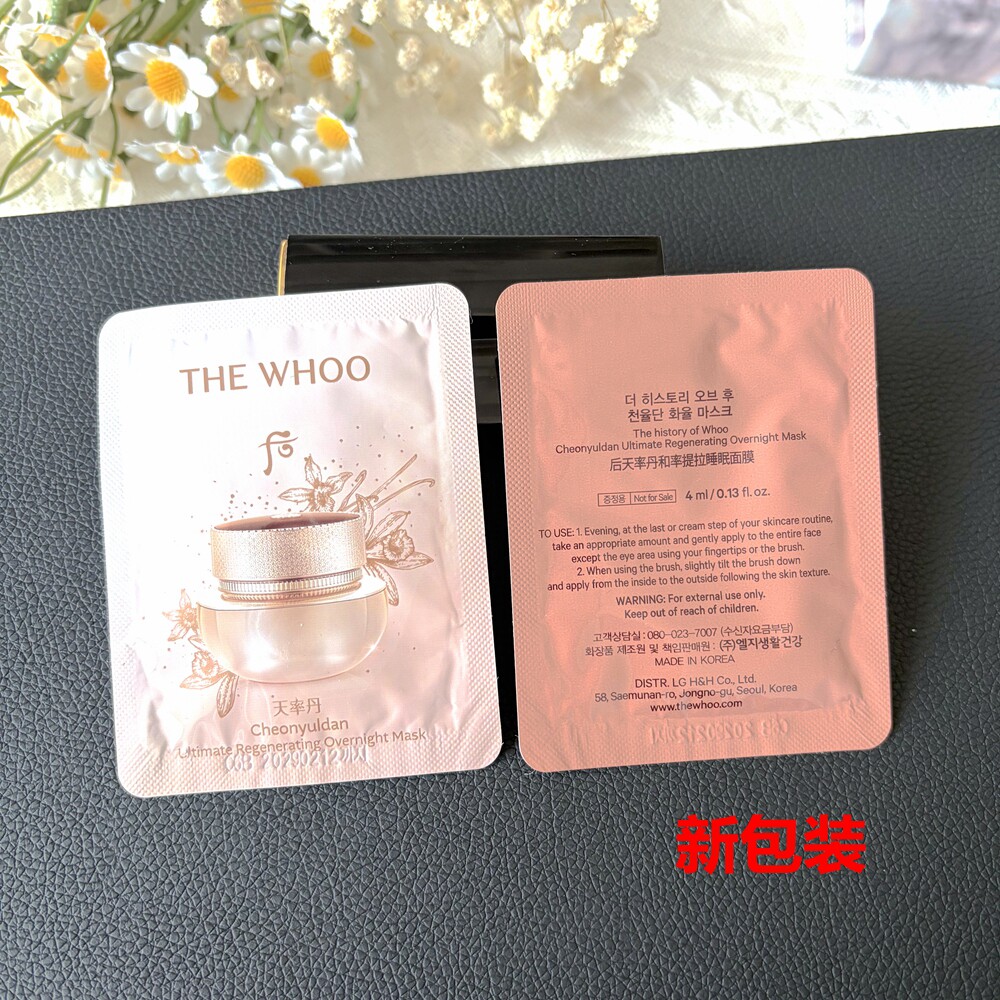 THE WHOO
后
天率丹
Cheonyuldan
Ultimate Regenerating Overnight Mask
더 히스토리 오브 후
천율단 화율 마스크
The history of Whoo
Cheonyuldan Ultimate Regenerating Overnight Mask
后天率丹和率提拉睡眠面膜
증정용 Not for Sale 4 ml / 0.13 fl. oz.
TO USE: 1. Evening, at the last or cream step of your skincare routine,
take an appropriate amount and gently apply to the entire face
except the eye area using your fingertips or the brush.
2. When using the brush, slightly tilt the brush down
and apply from the inside to the outside following the skin texture.
WARNING: For external use only.
Keep out of reach of children.
고객상담실 : 080-023-7007 (수신자요금부담)
화장품 제조원 및 책임판매원 : (주)엘지생활건강
MADE IN KOREA
DISTR. LG H&H Co., Ltd.
58, Saemunan-ro, Jongno-gu, Seoul, Korea
www.thewhoo.com
新包装